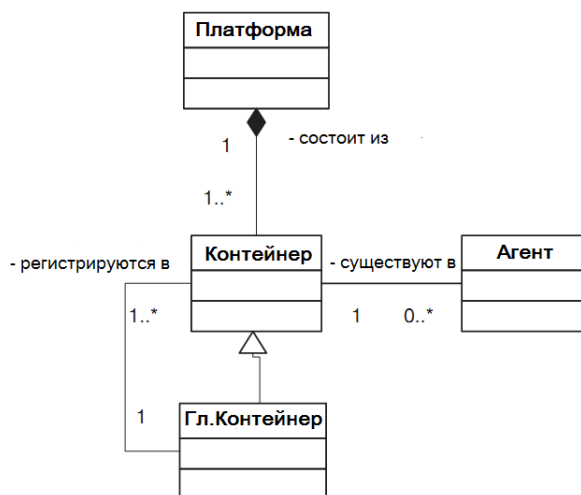 Платформа
1
- состоит из
1..*
- регистрируются в
Контейнер
- существуют в
Агент
1..*
1
0..*
1
Гл.Контейнер